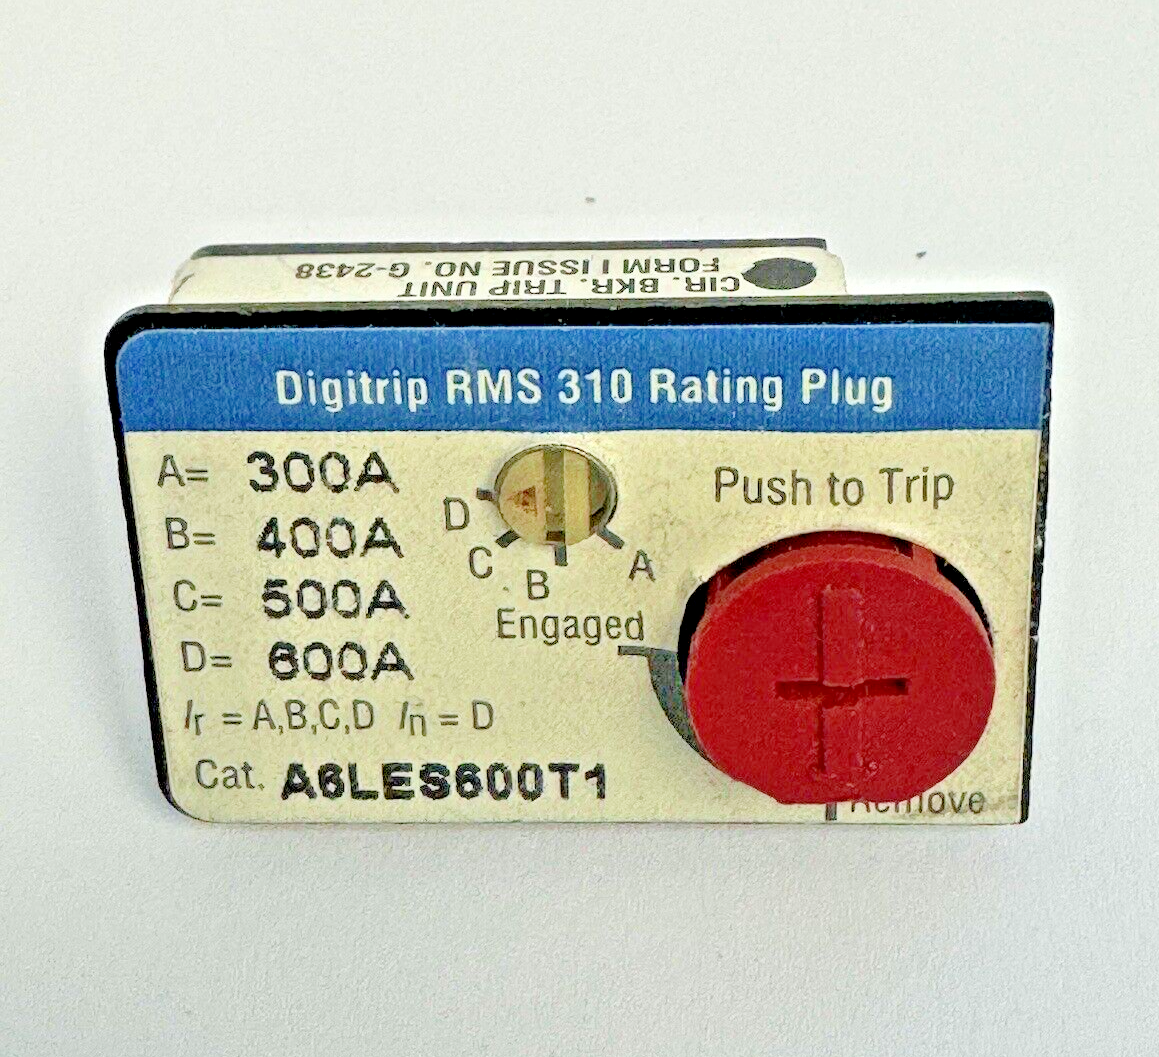 CIR. BKR. TRIP UNIT
FORM I ISSUE NO. G-2438
Digitrip RMS 310 Rating Plug
A= 300A
B= 400A
C= 500A
D= 600A
Ir = A,B,C,D In = D
Cat. A6LES600T1
D
C
B
A
Engaged
Push to Trip
Remove